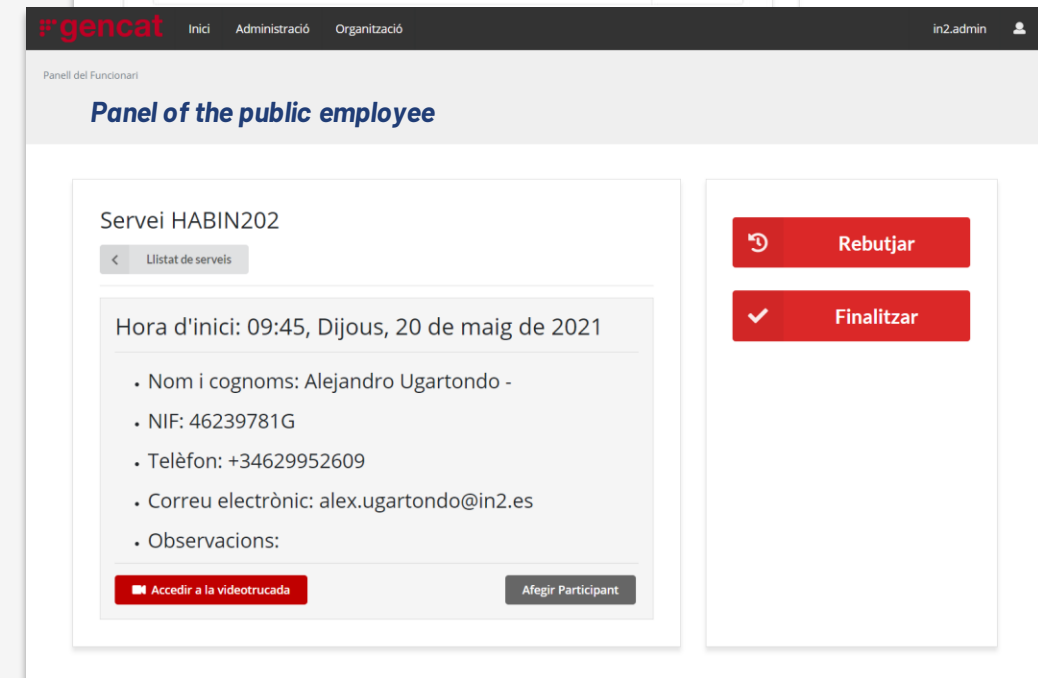 gencat Inici Administració Organització in2.admin
Panell del Funcionari
Panel of the public employee
Servei HABIN202
Llistat de serveis
Hora d'inici: 09:45, Dijous, 20 de maig de 2021
• Nom i cognoms: Alejandro Ugartondo -
• NIF: 46239781G
• Telèfon: +34629952609
• Correu electrònic: alex.ugartondo@in2.es
• Observacions:
Accedir a la videotrucada Afegir Participant
Rebutjar
Finalitzar